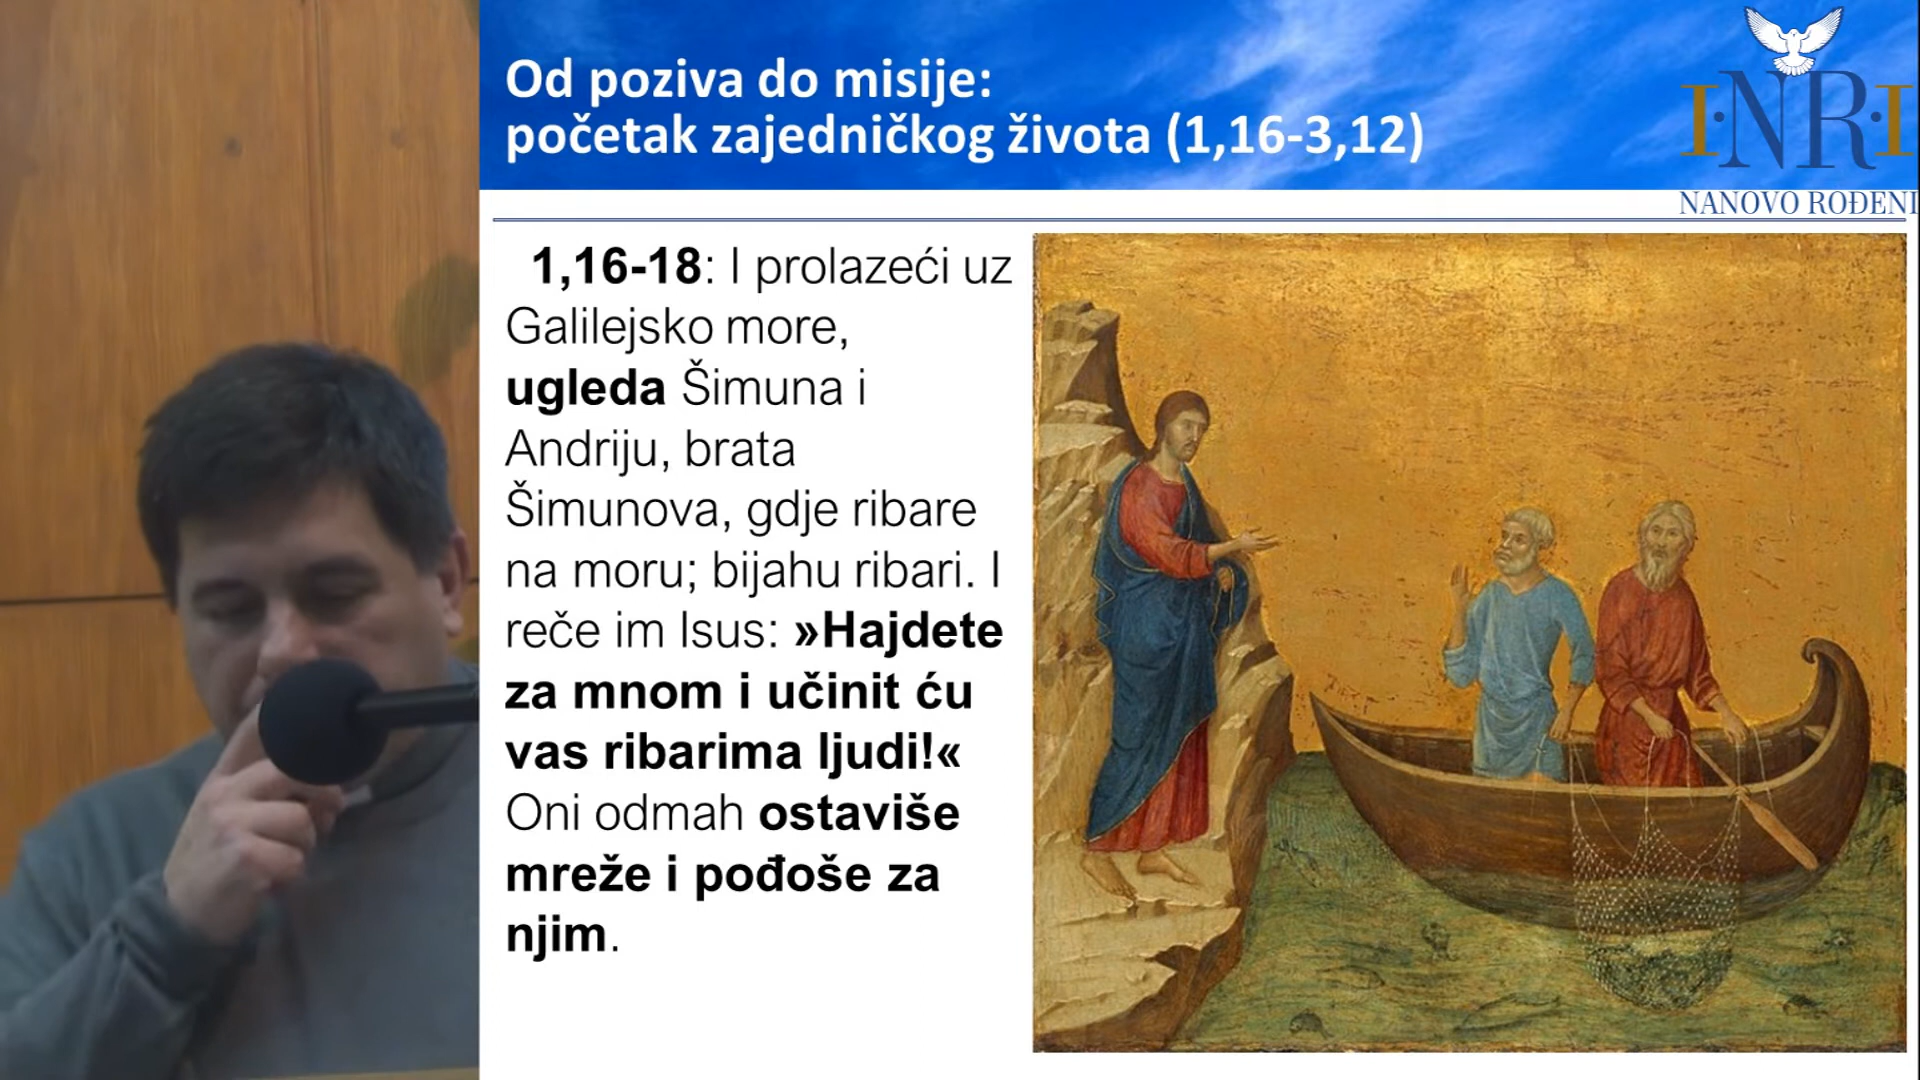 Od poziva do misije:
početak zajedničkog života (1,16-3,12)
I·NR·I
NANOVO ROĐENI
1,16-18: I prolazeći uz
Galilejsko more,
ugleda Šimuna i
Andriju, brata
Šimunova, gdje ribare
na moru; bijahu ribari. I
reče im Isus: »Hajdete
za mnom i učinit ću
vas ribarima ljudi!«
Oni odmah ostaviše
mreže i pođoše za
njim.